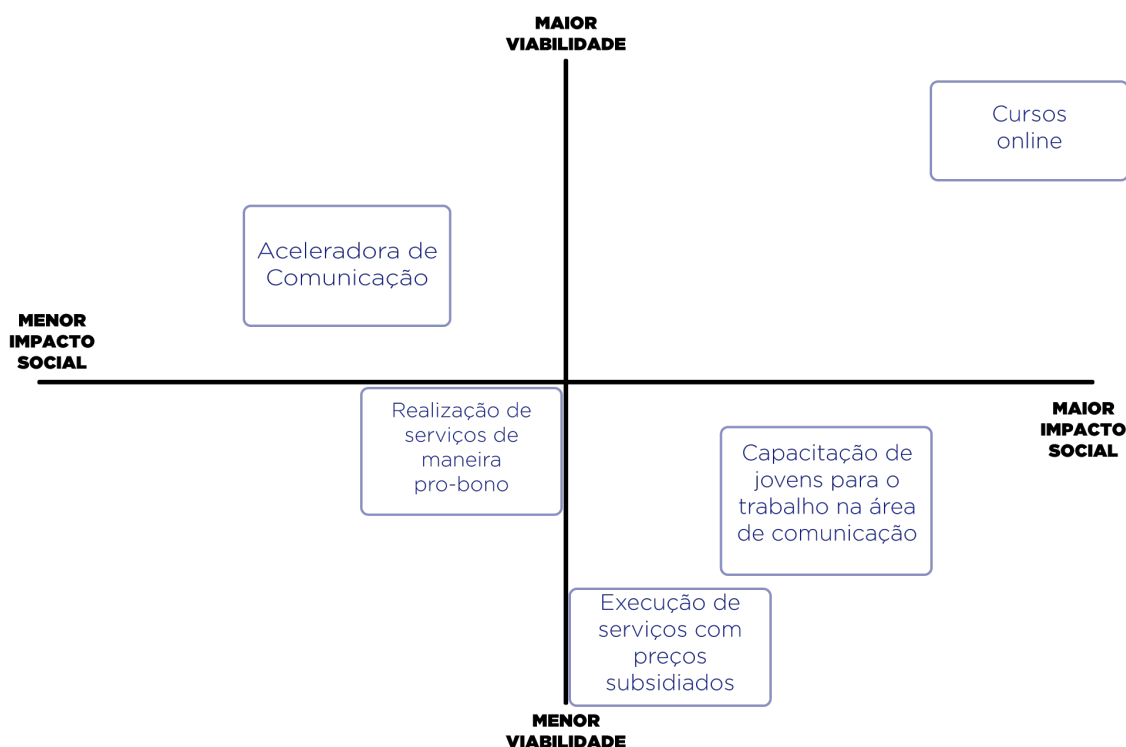 MAIOR
VIABILIDADE
Cursos
online
Aceleradora de
Comunicação
MENOR
IMPACTO
SOCIAL
Realização de
serviços de
maneira
pro-bono
MAIOR
IMPACTO
SOCIAL
Capacitação de
jovens para o
trabalho na área
de comunicação
Execução de
serviços com
preços
subsidiados
MENOR
VIABILIDADE